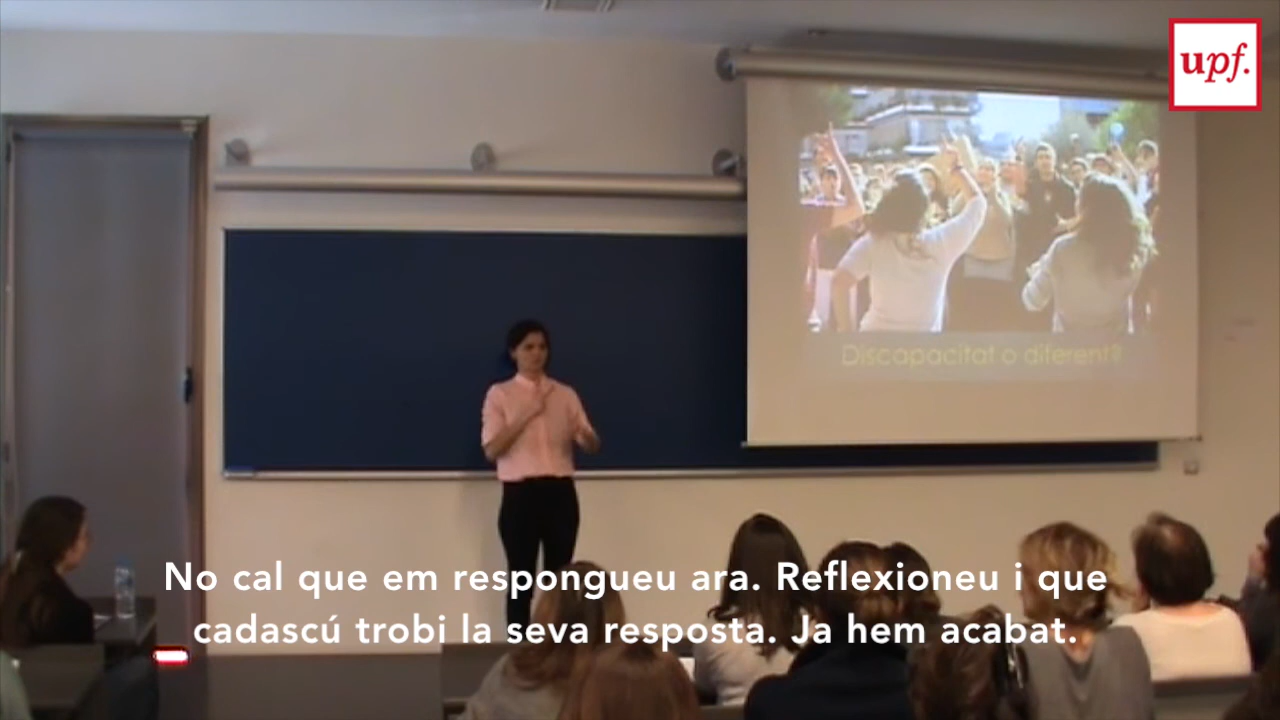 upf.
Discapacitat o diferent?
No cal que em respongueu ara. Reflexioneu i que
cadascú trobi la seva resposta. Ja hem acabat.